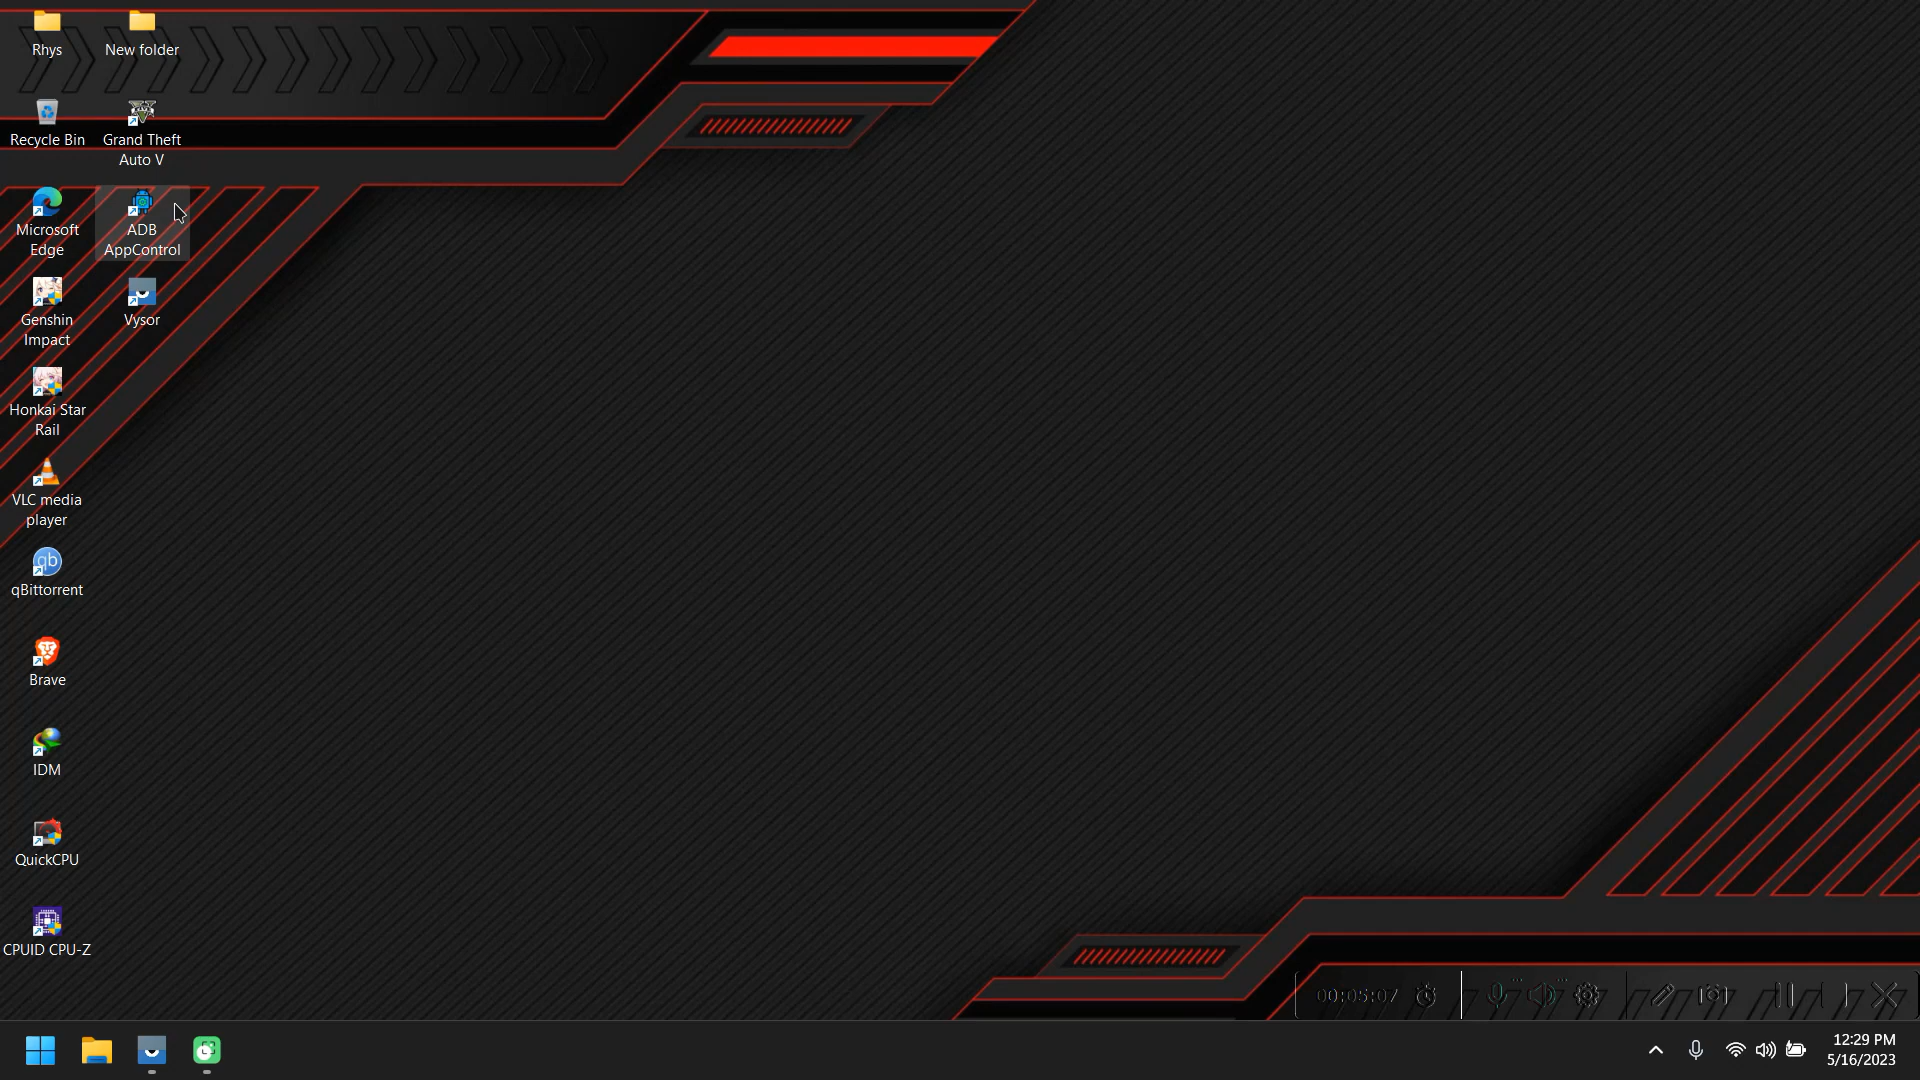 Rhys
New folder
Recycle Bin
Grand Theft
Auto V
Microsoft
Edge
ADB
AppControl
Genshin
Impact
Vysor
Honkai Star
Rail
VLC media
player
qb
qBittorrent
Brave
IDM
QuickCPU
CPUID CPU-Z
00:05:07
12:29 PM
5/16/2023